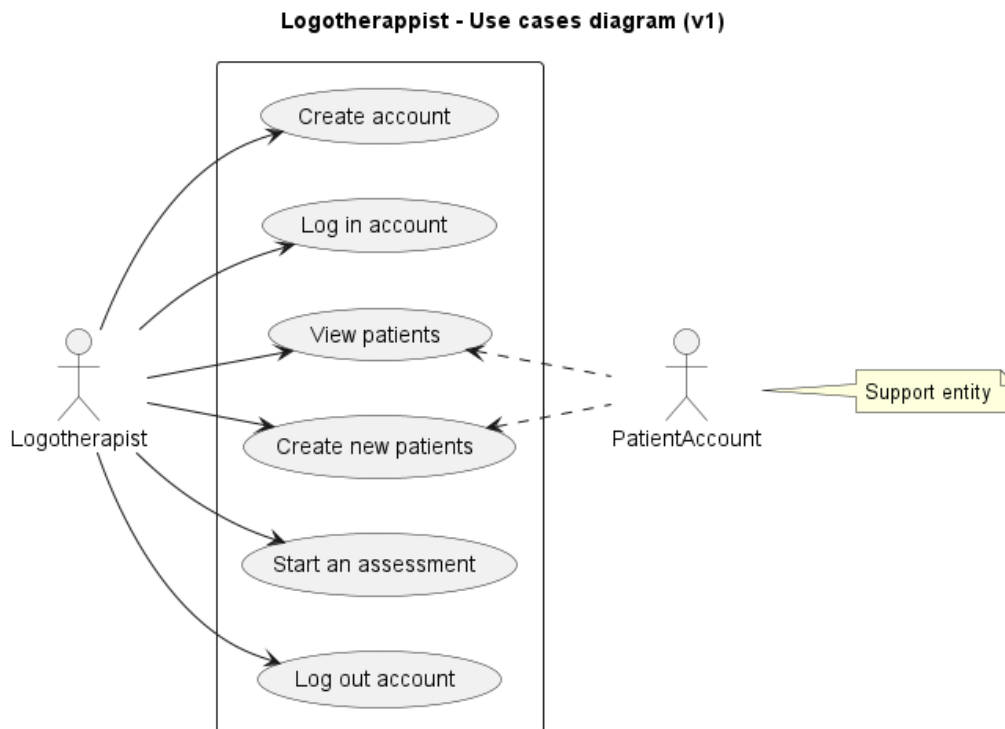 Logotherappist - Use cases diagram (v1)
Create account
Log in account
View patients
Create new patients
Start an assessment
Log out account
Logotherapist
PatientAccount
Support entity